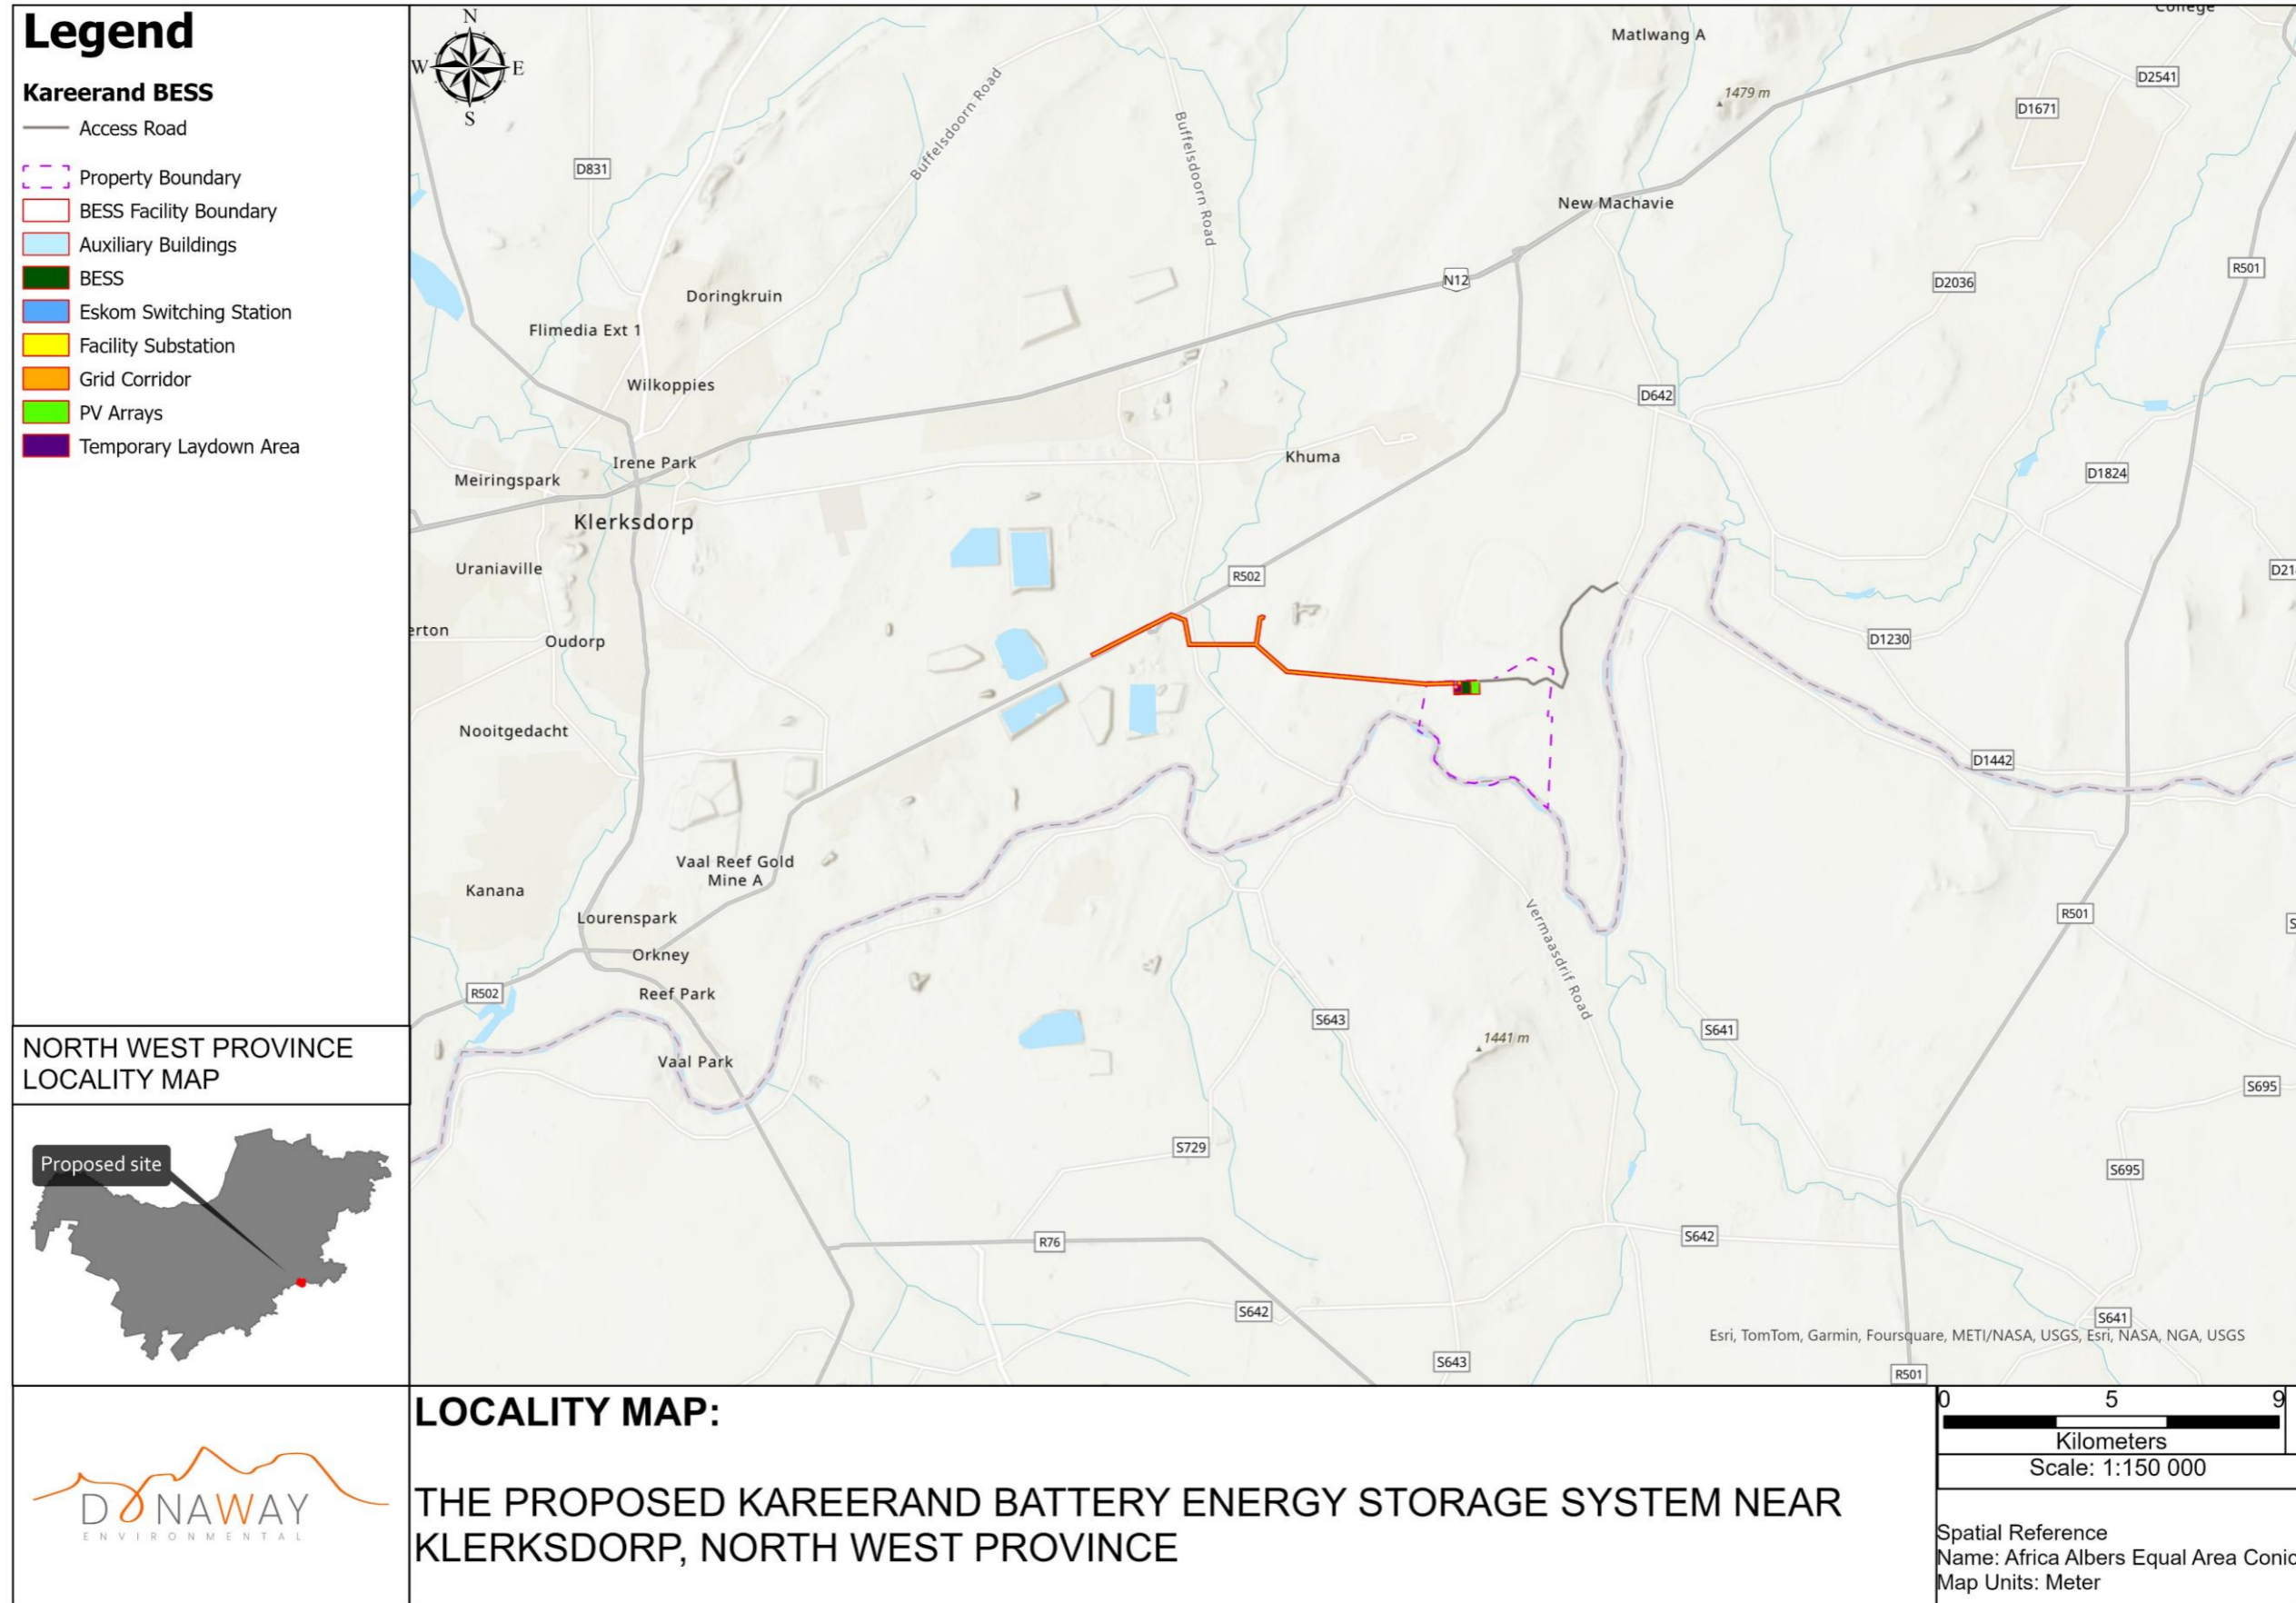 Legend
Kareerand BESS
Access Road
Property Boundary
BESS Facility Boundary
Auxiliary Buildings
BESS
Eskom Switching Station
Facility Substation
Grid Corridor
PV Arrays
Temporary Laydown Area
NORTH WEST PROVINCE
LOCALITY MAP
Proposed site
DONAWAY
ENVIRONMENTAL
N
W
E
S
College
Matlwang A
1479 m
D2541
D1671
D831
Buffelsdoorn Road
Buffelsdoorn Road
New Machavie
R501
N12
D2036
Doringkruin
Flimedia Ext 1
Wilkoppies
D642
Khuma
Irene Park
Meiringspark
D1824
Klerksdorp
Uraniaville
R502
D21
erton
Oudorp
D1230
Nooitgedacht
D1442
Vaal Reef Gold
Mine A
Kanana
Lourenspark
R501
S
Vermaasdrif Road
Orkney
R502
Reef Park
S643
S641
1441 m
Vaal Park
S695
S729
S695
R76
S642
S642
S641
Esri, TomTom, Garmin, Foursquare, METI/NASA, USGS, Esri, NASA, NGA, USGS
S643
R501
LOCALITY MAP:
THE PROPOSED KAREERAND BATTERY ENERGY STORAGE SYSTEM NEAR
KLERKSDORP, NORTH WEST PROVINCE
0 5 9
Kilometers
Scale: 1:150 000
Spatial Reference
Name: Africa Albers Equal Area Conic
Map Units: Meter